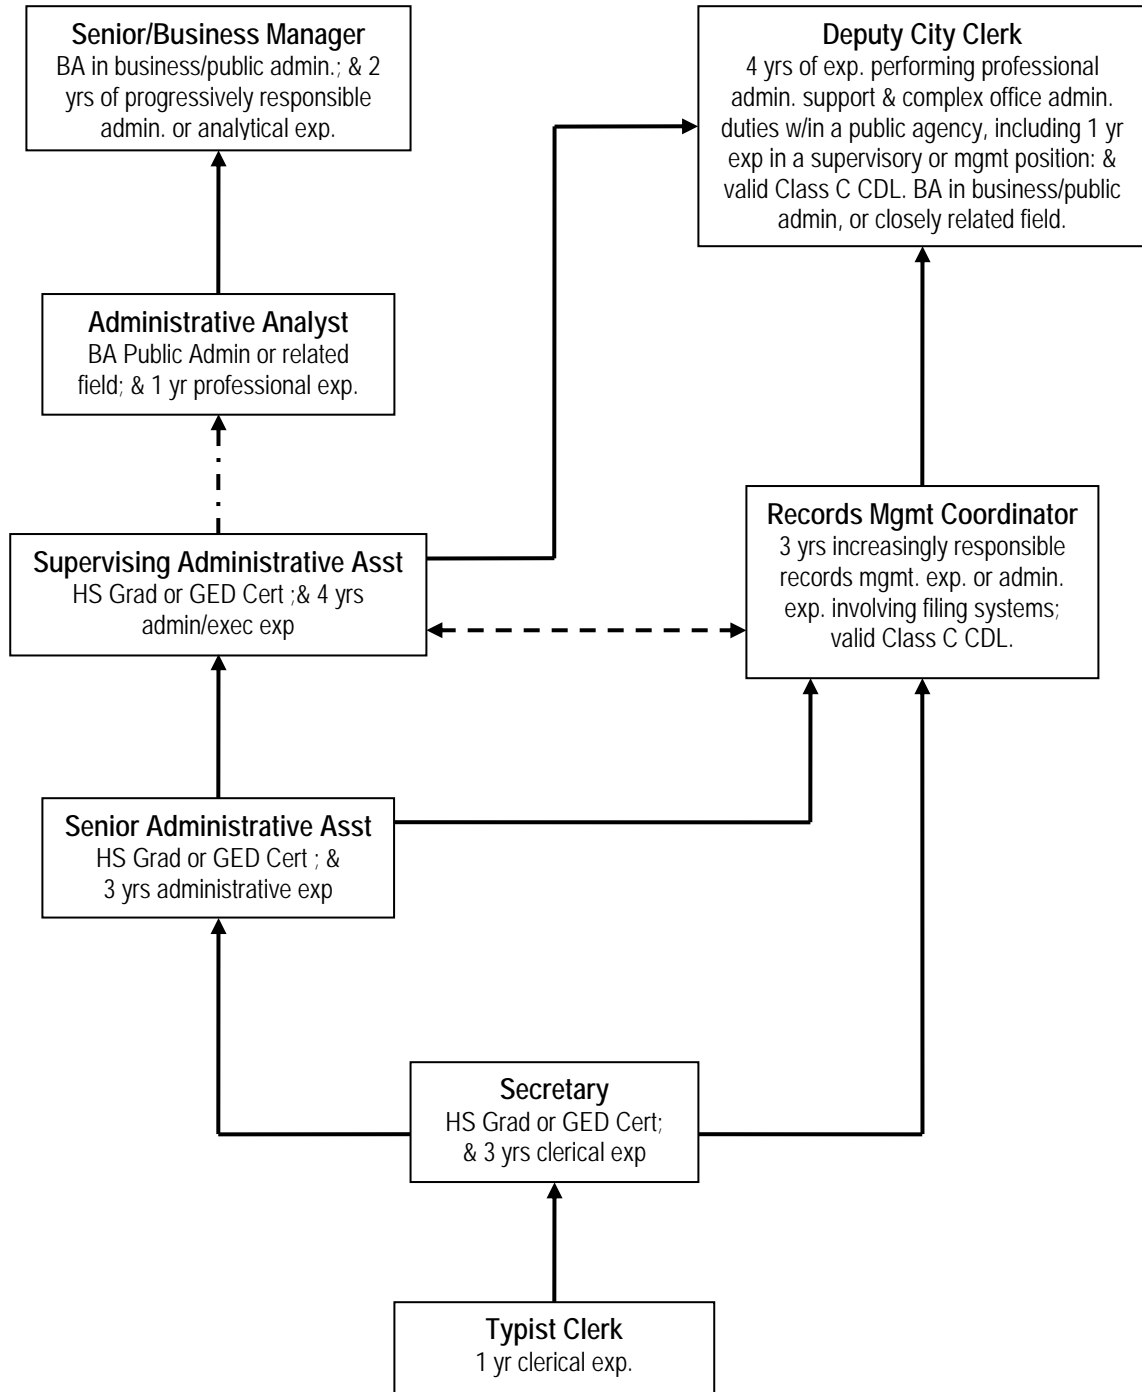 Senior/Business Manager
BA in business/public admin.; & 2
yrs of progressively responsible
admin. or analytical exp.
Deputy City Clerk
4 yrs of exp. performing professional
admin. support & complex office admin.
duties w/in a public agency, including 1 yr
exp in a supervisory or mgmt position: &
valid Class C CDL. BA in business/public
admin, or closely related field.
Administrative Analyst
BA Public Admin or related
field; & 1 yr professional exp.
Records Mgmt Coordinator
3 yrs increasingly responsible
records mgmt. exp. or admin.
exp. involving filing systems;
valid Class C CDL.
Supervising Administrative Asst
HS Grad or GED Cert ;& 4 yrs
admin/exec exp
Senior Administrative Asst
HS Grad or GED Cert ; &
3 yrs administrative exp
Secretary
HS Grad or GED Cert;
& 3 yrs clerical exp
Typist Clerk
1 yr clerical exp.